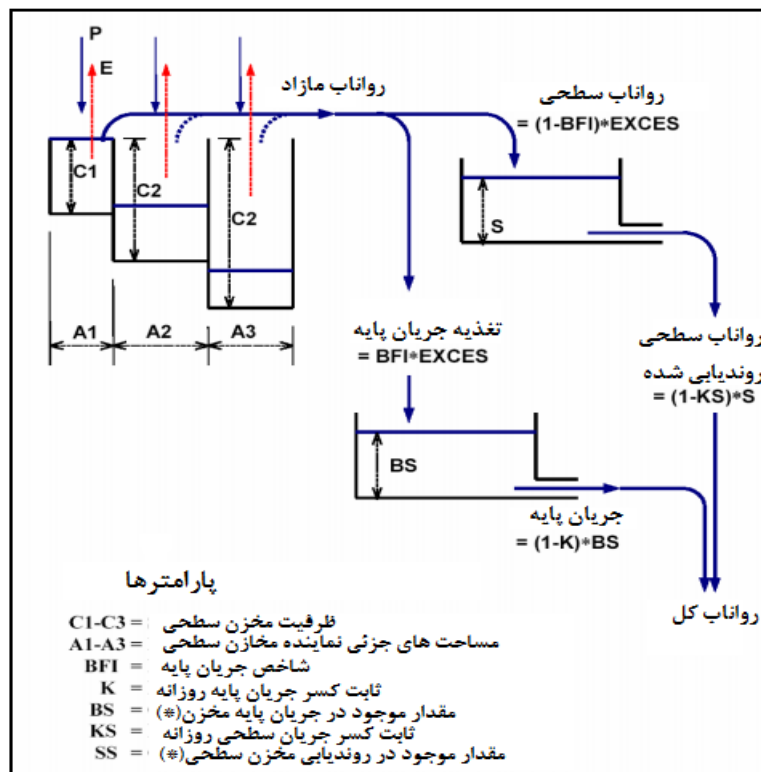 P
E
رواناب مازاد
رواناب سطحی
= (1-BFI)*EXCES
C1
C2
C2
S
A1
A2
A3
تغذیه جریان پایه
= BFI*EXCES
رواناب سطحی
روندیابی شده
= (1-KS)*S
BS
جریان پایه
= (1-K)*BS
رواناب کل
پارامترها
C1-C3 = ظرفیت مخزن سطحی
A1-A3 = مساحت های جزئی نماینده مخازن سطحی
BFI = شاخص جریان پایه
K = ثابت کسر جریان پایه روزانه
BS = مقدار موجود در جریان پایه مخزن(*)
KS = ثابت کسر جریان سطحی روزانه
SS = مقدار موجود در روندیابی مخزن سطحی(*)